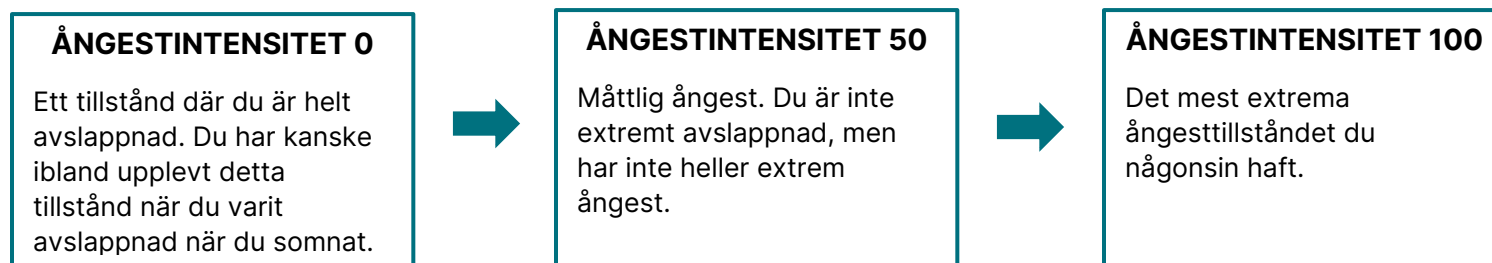 ÅNGESTINTENSITET 0
Ett tillstånd där du är helt
avslappnad. Du har kanske
ibland upplevt detta
tillstånd när du varit
avslappnad när du somnat.
ÅNGESTINTENSITET 50
Måttlig ångest. Du är inte
extremt avslappnad, men
har inte heller extrem
ångest.
ÅNGESTINTENSITET 100
Det mest extrema
ångesttillståndet du
någonsin haft.